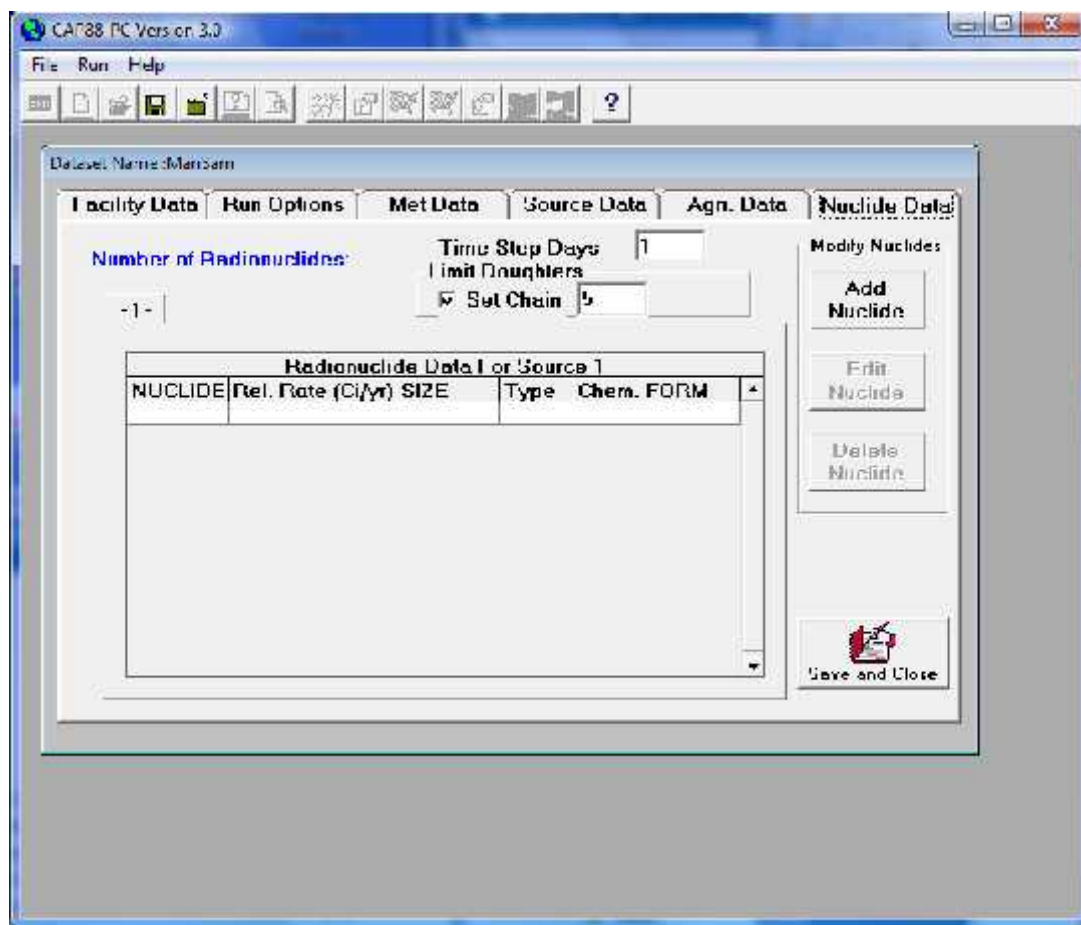 CAP88 PC Version 3.0
File Run Help
Dataset Name :
Facility Data Run Options Met Data Source Data Agri. Data Nuclide Data
Number of Radionuclides:
Time Step Days 1
Limit Daughters
Set Chain 5
Modify Nuclides
- 1 -
Add
Nuclide
Radionuclide Data For Source 1
NUCLIDE Rel. Rate (Ci/yr) SIZE Type Chem. FORM
Edit
Nuclide
Delete
Nuclide
Save and Close